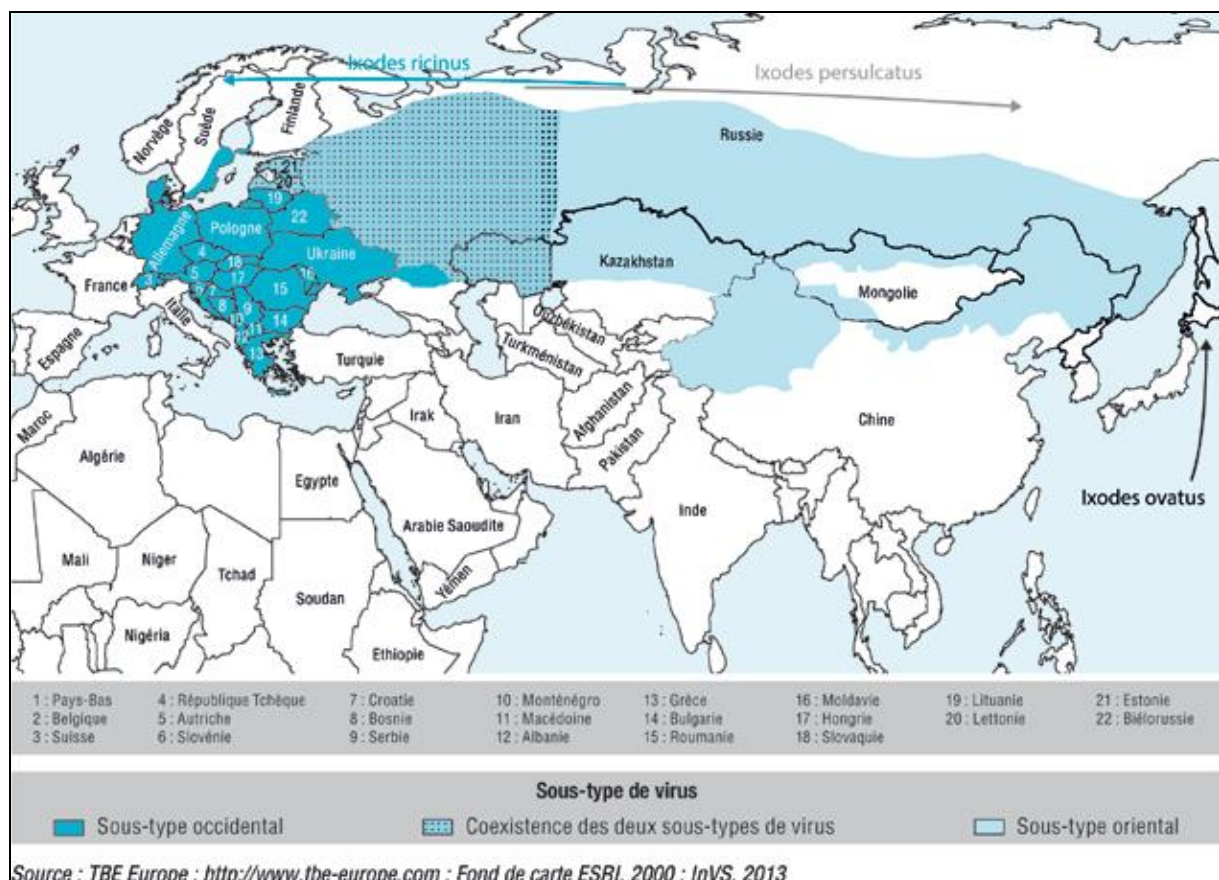 Ixodes ricinus
Ixodes persulcatus
Norvège
Suède
Finlande
Russie
21
20
19
22
Allemagne
Pologne
Ukraine
Kazakhstan
Mongolie
4
18
3
5
17
16
6
7
15
8
9
10
14
11
12
13
France
Italie
Espagne
Turquie
Ouzbékistan
Turkménistan
Afghanistan
Pakistan
Chine
Maroc
Algérie
Irak
Iran
Egypte
Arabie Saoudite
Inde
Ixodes ovatus
Mali
Niger
Tchad
Soudan
Yémen
Nigéria
Ethiopie
1 : Pays-Bas 4 : République Tchèque 7 : Croatie 10 : Monténégro 13 : Grèce 16 : Moldavie 19 : Lituanie 21 : Estonie
2 : Belgique 5 : Autriche 8 : Bosnie 11 : Macédoine 14 : Bulgarie 17 : Hongrie 20 : Lettonie 22 : Biélorussie
3 : Suisse 6 : Slovénie 9 : Serbie 12 : Albanie 15 : Roumanie 18 : Slovaquie
Sous-type de virus
Sous-type occidental Coexistence des deux sous-types de virus Sous-type oriental
Source : TBE Europe : http://www.tbe-europe.com ; Fond de carte ESRI, 2000 ; InVS, 2013